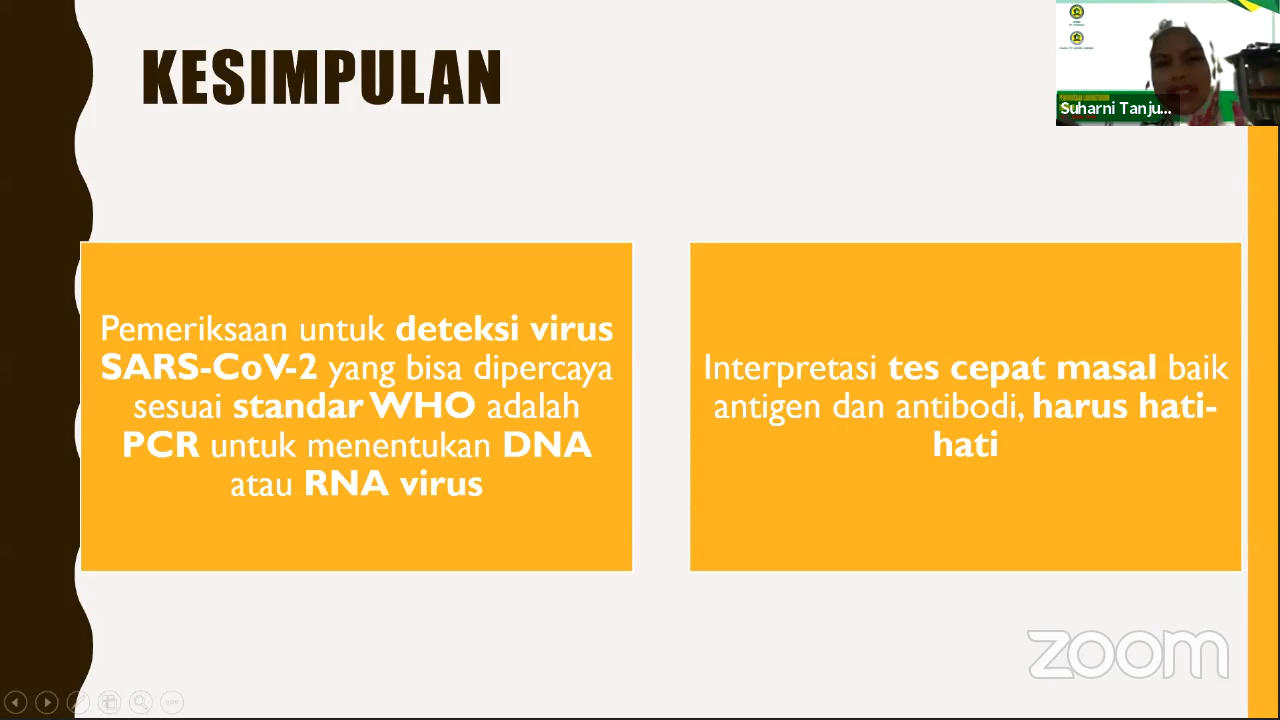 KESIMPULAN
Suharni Tanju...
Pemeriksaan untuk deteksi virus
SARS-CoV-2 yang bisa dipercaya
sesuai standar WHO adalah
PCR untuk menentukan DNA
atau RNA virus
Interpretasi tes cepat masal baik
antigen dan antibodi, harus hati-
hati
zoom